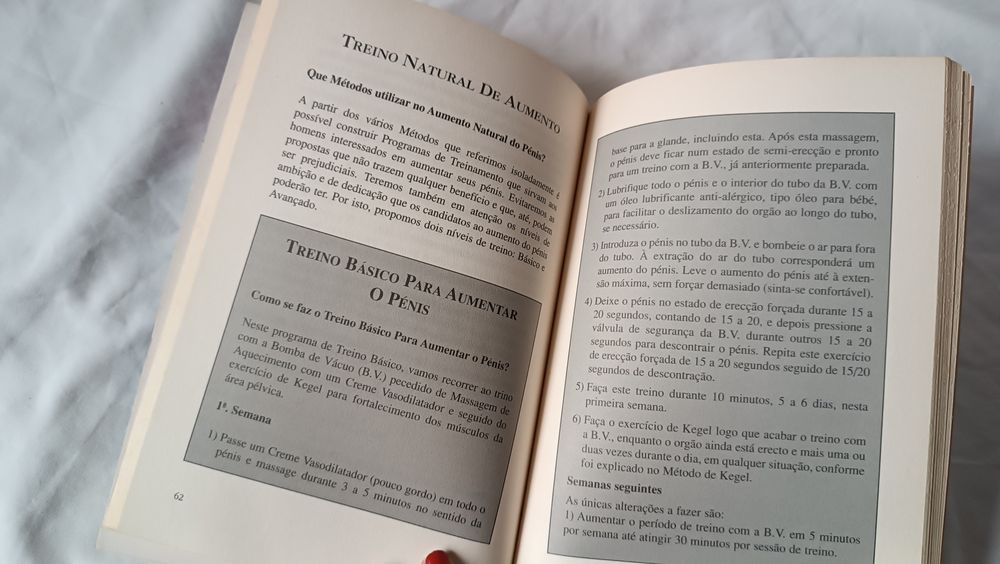 TREINO NATURAL DE AUMENTO
Que Métodos utilizar no Aumento Natural do Pénis?
A partir dos vários Métodos que referimos isoladamente é
possível construir Programas de Treinamento que sirvam aos
homens interessados em aumentar seus pénis. Evitaremos as
propostas que não trazem qualquer benefício e que, até, podem
ser prejudiciais. Teremos também em atenção os níveis de
ambição e de dedicação que os candidatos ao aumento do pénis
poderão ter. Por isto, propomos dois níveis de treino: Básico e
Avançado.
TREINO BÁSICO PARA AUMENTAR
O PÉNIS
Como se faz o Treino Básico Para Aumentar o Pénis?
Neste programa de Treino Básico, vamos recorrer ao trino
com a Bomba de Vácuo (B.V.) pecedido de Massagem de
Aquecimento com um Creme Vasodilatador e seguido do
exercício de Kegel para fortalecimento dos músculos da
área pélvica.
1ª. Semana
1) Passe um Creme Vasodilatador (pouco gordo) em todo o
pénis e massage durante 3 a 5 minutos no sentido da
62
base para a glande, incluindo esta. Após esta massagem,
o pénis deve ficar num estado de semi-erecção e pronto
para um treino com a B.V., já anteriormente preparada.
2) Lubrifique todo o pénis e o interior do tubo da B.V. com
um óleo lubrificante anti-alérgico, tipo óleo para bébé,
para facilitar o deslizamento do orgão ao longo do tubo,
se necessário.
3) Introduza o pénis no tubo da B.V. e bombeie o ar para fora
do tubo. À extração do ar do tubo corresponderá um
aumento do pénis. Leve o aumento do pénis até à exten-
são máxima, sem forçar demasiado (sinta-se confortável).
4) Deixe o pénis no estado de erecção forçada durante 15 a
20 segundos, contando de 15 a 20, e depois pressione a
válvula de segurança da B.V. durante outros 15 a 20
segundos para descontrair o pénis. Repita este exercício
de erecção forçada de 15 a 20 segundos seguido de 15/20
segundos de descontração.
5) Faça este treino durante 10 minutos, 5 a 6 dias, nesta
primeira semana.
6) Faça o exercício de Kegel logo que acabar o treino com
a B.V., enquanto o orgão ainda está erecto e mais uma ou
duas vezes durante o dia, em qualquer situação, conforme
foi explicado no Método de Kegel.
Semanas seguintes
As únicas alterações a fazer são:
1) Aumentar o período de treino com a B.V. em 5 minutos
por semana até atingir 30 minutos por sessão de treino.